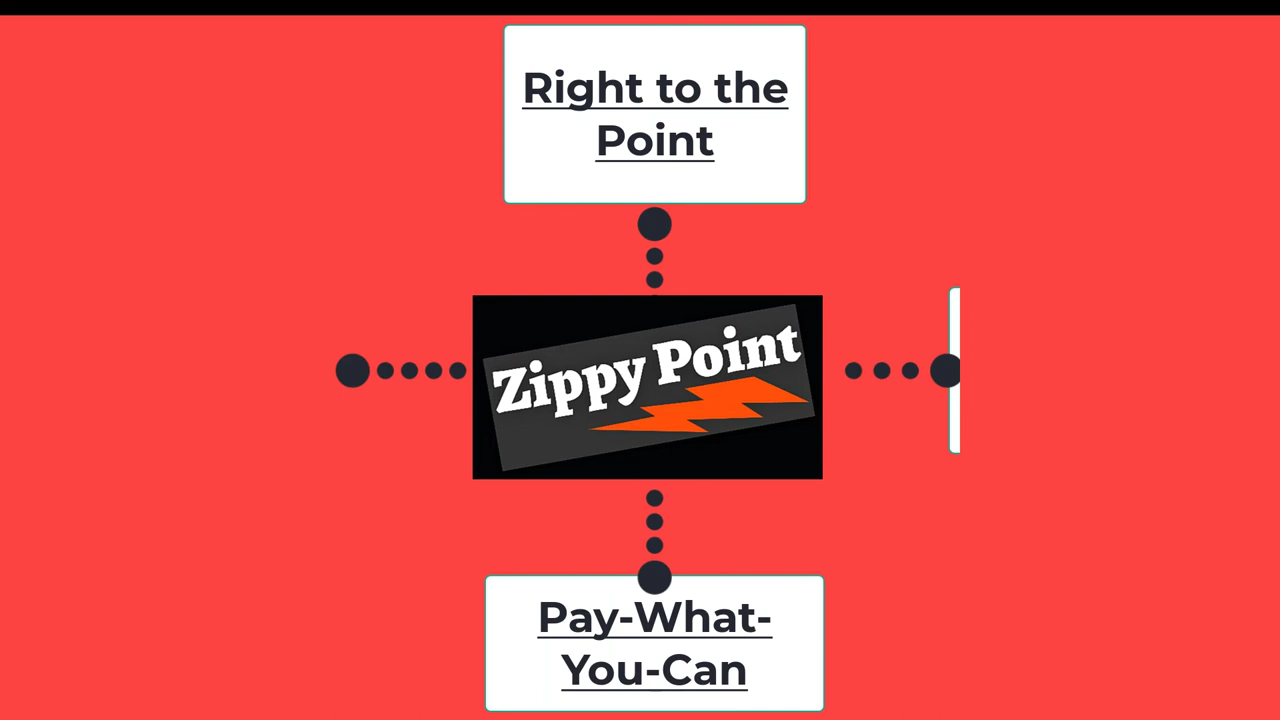 Right to the
Point
Zippy Point
Pay-What-
You-Can